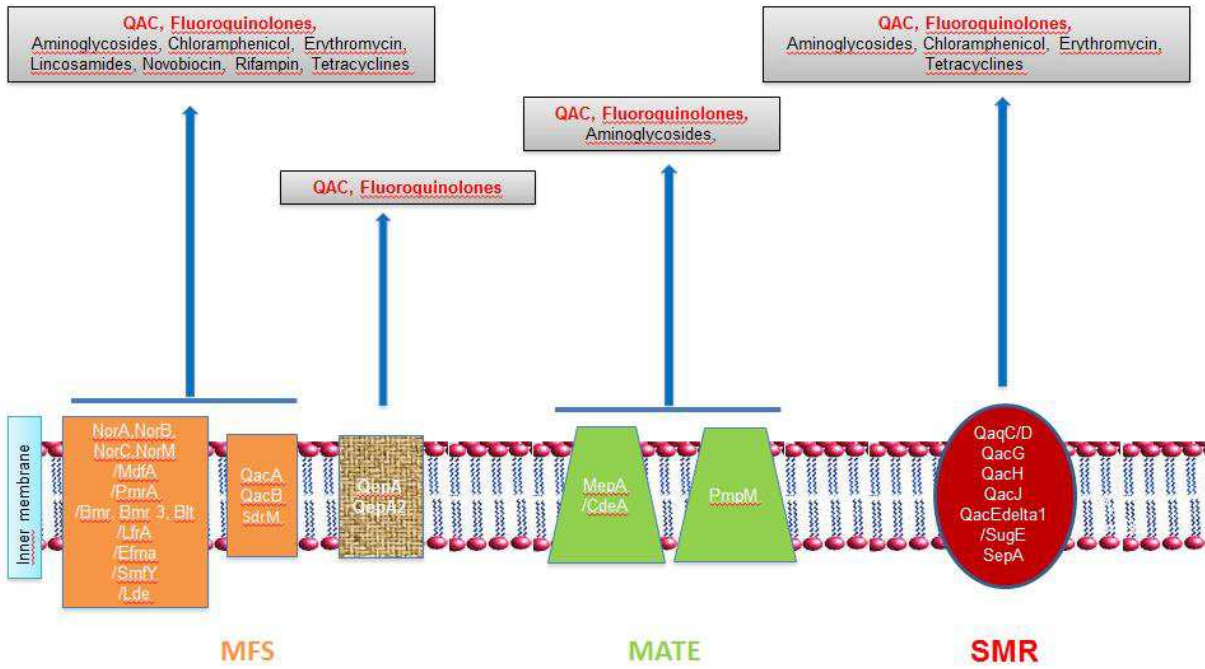 QAC, Fluoroquinolones,
Aminoglycosides, Chloramphenicol, Erythromycin,
Lincosamides, Novobiocin, Rifampin, Tetracyclines
QAC, Fluoroquinolones
QAC, Fluoroquinolones,
Aminoglycosides,
QAC, Fluoroquinolones,
Aminoglycosides, Chloramphenicol, Erythromycin,
Tetracyclines
Inner membrane
NorA,NorB,
NorC,NorM
/MdfA
/PmrA
/Bmr, Bmr 3, Blt
/LfrA
/Efma
/SmfY
/Lde
QacA
QacB
SdrM
QepA
QepA2
MepA
/CdeA
PmpM
QaqC/D
QacG
QacH
QacJ
QacEdelta1
/SugE
SepA
MFS
MATE
SMR